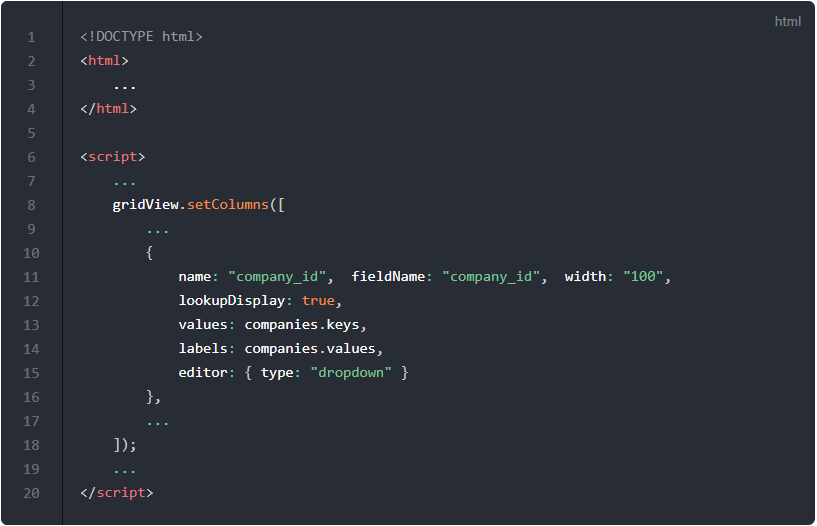 html
1 <!DOCTYPE html>
2 <html>
3 ...
4 </html>
5
6 <script>
7 ...
8 gridView.setColumns([
9 ...
10 {
11 name: "company_id",  fieldName: "company_id",  width: "100",
12 lookupDisplay: true,
13 values: companies.keys,
14 labels: companies.values,
15 editor: { type: "dropdown" }
16 },
17 ...
18 ]);
19 ...
20 </script>